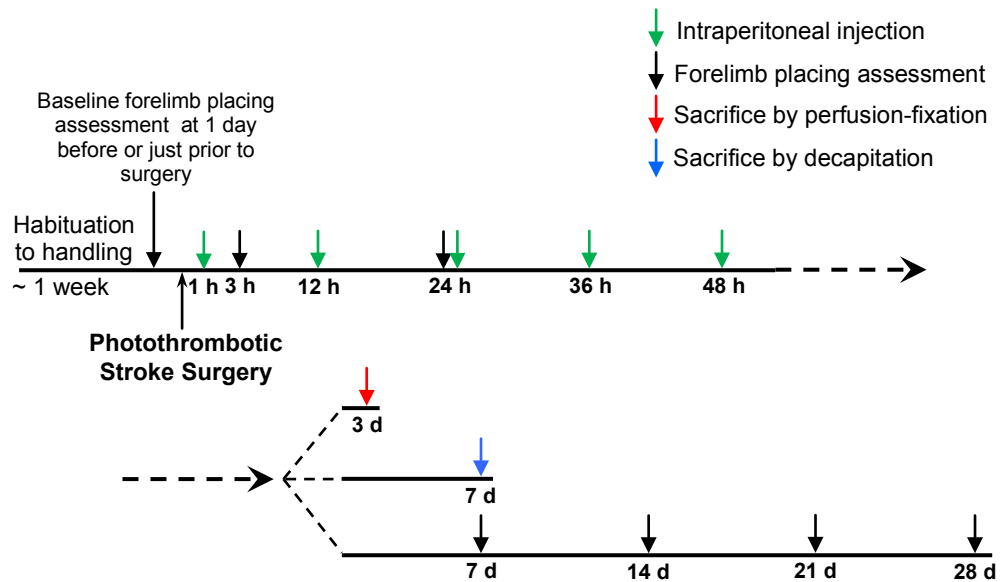 Intraperitoneal injection
Forelimb placing assessment
Sacrifice by perfusion-fixation
Sacrifice by decapitation
Baseline forelimb placing
assessment at 1 day
before or just prior to
surgery
Habituation
to handling
~ 1 week
1 h
3 h
12 h
24 h
36 h
48 h
Photothrombotic
Stroke Surgery
3 d
7 d
7 d
14 d
21 d
28 d